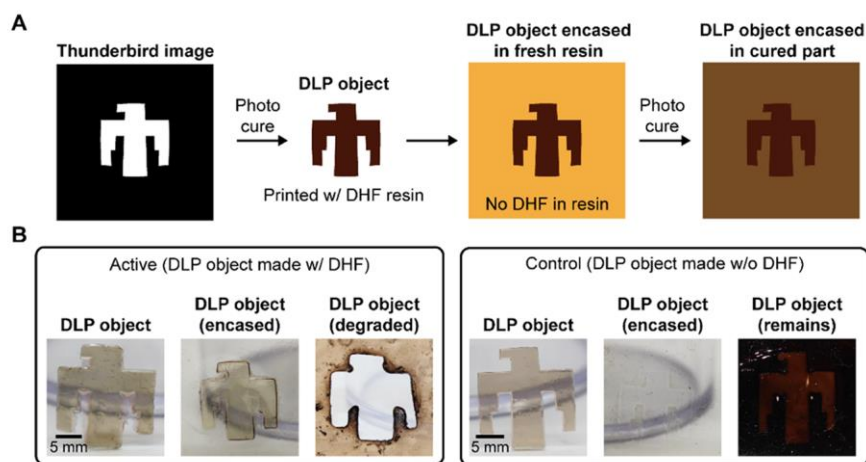 A
Thunderbird image
Photo
cure
DLP object
Printed w/ DHF resin
DLP object encased
in fresh resin
No DHF in resin
Photo
cure
DLP object encased
in cured part
B
Active (DLP object made w/ DHF)
DLP object
5 mm
DLP object
(encased)
DLP object
(degraded)
Control (DLP object made w/o DHF)
DLP object
5 mm
DLP object
(encased)
DLP object
(remains)